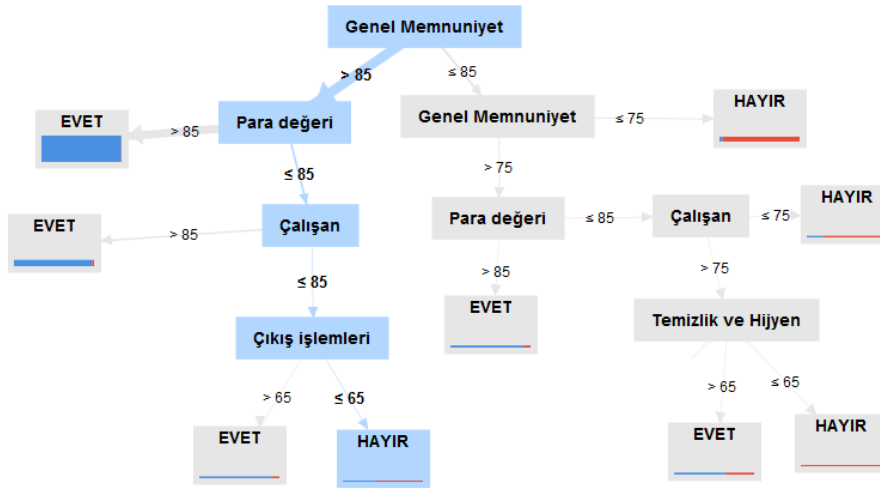 Genel Memnuniyet
> 85
≤ 85
EVET
> 85
Para değeri
Genel Memnuniyet
≤ 75
HAYIR
≤ 85
> 75
EVET
> 85
Çalışan
Para değeri
≤ 85
Çalışan
≤ 75
HAYIR
≤ 85
> 85
> 75
Çıkış işlemleri
EVET
Temizlik ve Hijyen
> 65
≤ 65
> 65
≤ 65
EVET
HAYIR
EVET
HAYIR